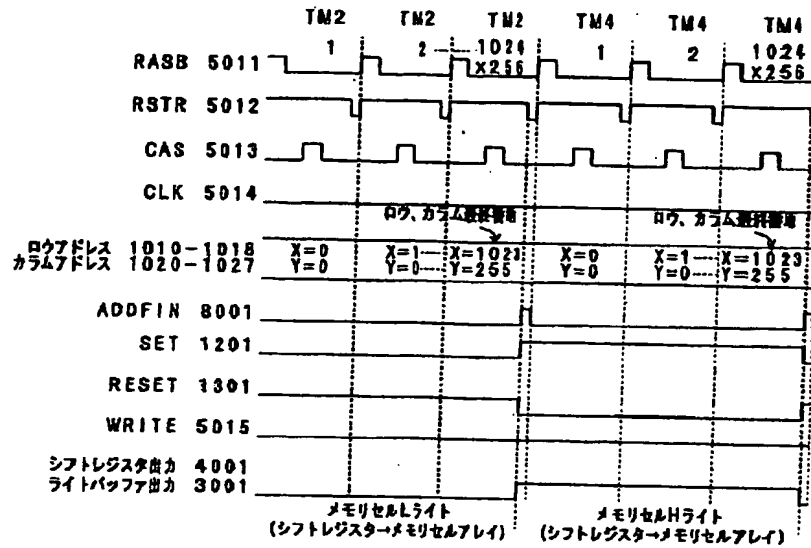 TM2 TM2 TM2 TM4 TM4 TM4
1 2 ---- 1024 1 2 1024
X256 X256
RASB 5011
RSTR 5012
CAS 5013
CLK 5014
ロウ、カラム最終番地 ロウ、カラム最終番地
ロウアドレス 1010-1018 X=0 X=1-- X=1023 X=0 X=1---- X=1023
カラムアドレス 1020-1027 Y=0 Y=0---- Y=255 Y=0 Y=0---- Y=255
ADDFIN 8001
SET 1201
RESET 1301
WRITE 5015
シフトレジスタ出力 4001
ライトバッファ出力 3001
メモリセルLライト メモリセルHライト
(シフトレジスター→メモリセルアレイ) (シフトレジスター→メモリセルアレイ)